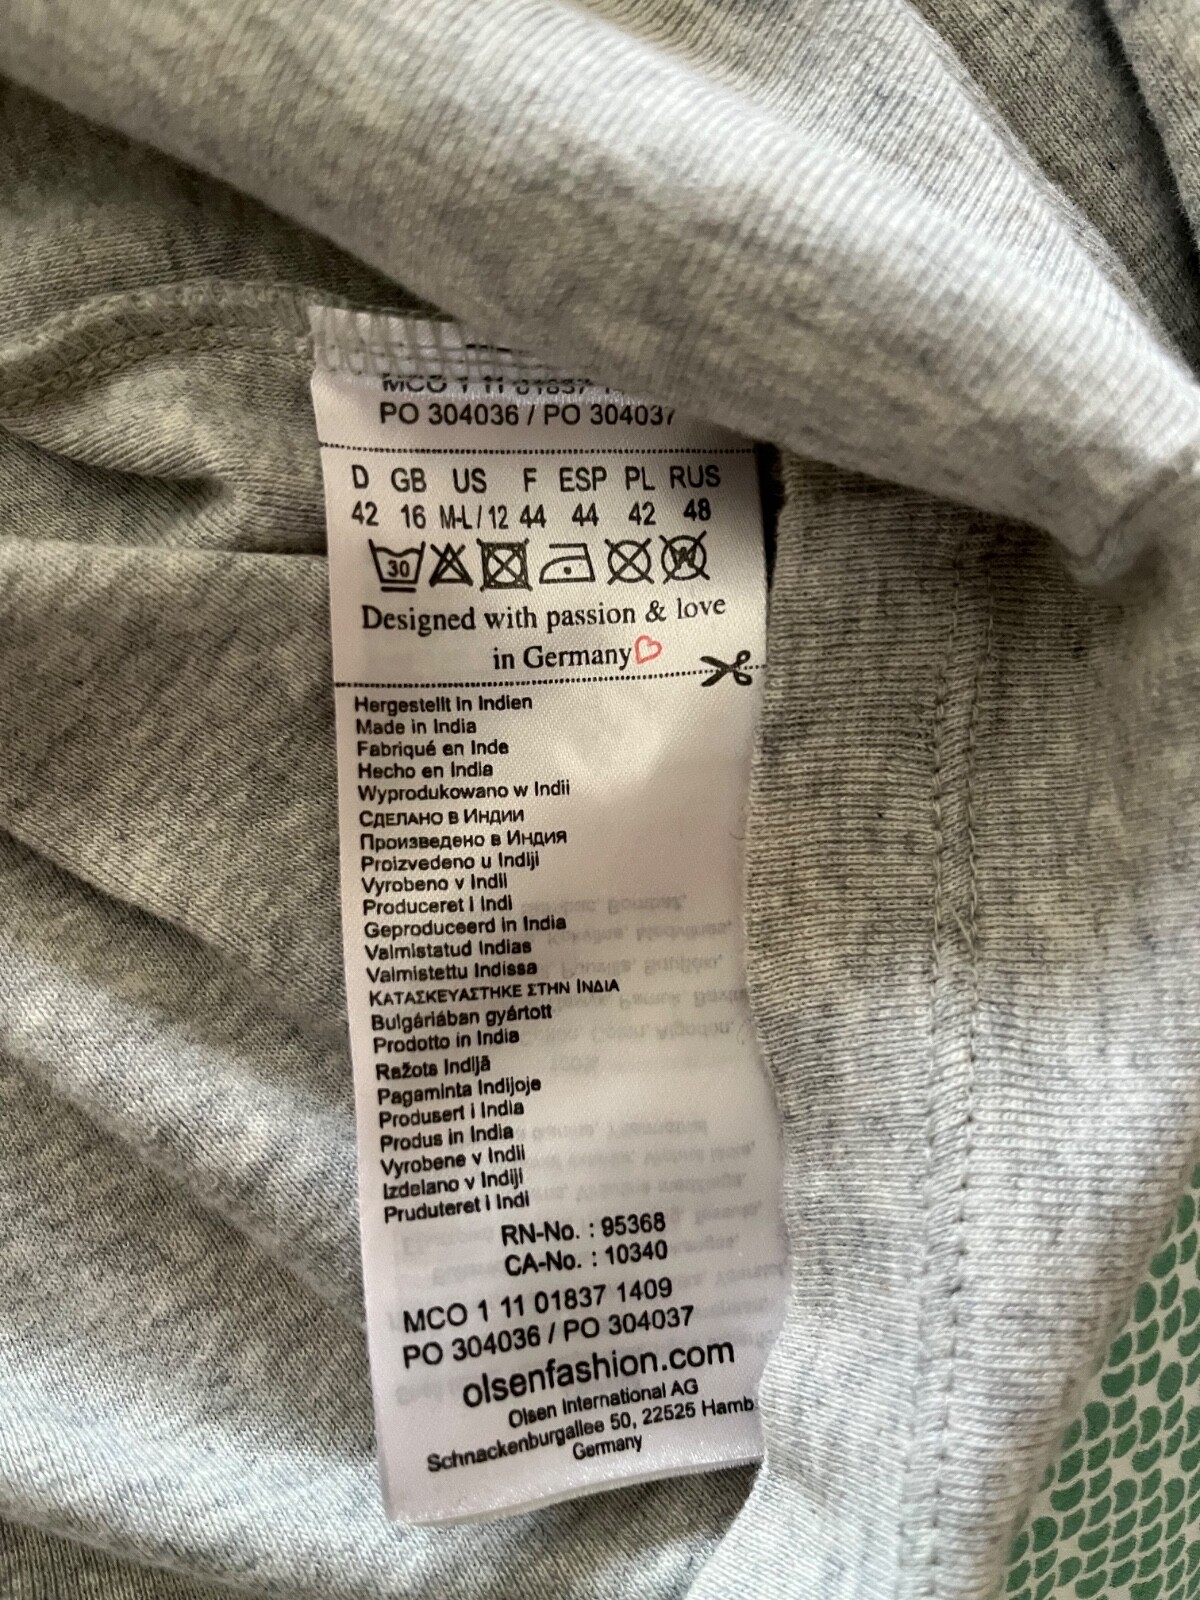 MCO 1 11 01837
PO 304036 / PO 304037
D GB US F ESP PL RUS
42 16 M-L / 12 44 44 42 48
30 W
Designed with passion & love
in Germany
Hergestellt in Indien
Made in India
Fabriqué en Inde
Hecho en India
Wyprodukowano w Indii
Сделано в Индии
Произведено в Индия
Proizvedeno u Indiji
Vyrobeno v Indii
Produceret i Indi
Geproduceerd in India
Valmistatud Indias
Valmistettu Indissa
ΚΑΤΑΣΚΕΥΑΣΤΗΚΕ ΣΤΗΝ ΙΝΔΙΑ
Bulgáriában gyártott
Prodotto in India
Ražots Indijā
Pagaminta Indijoje
Produsert i India
Produs in India
Vyrobene v Indii
Izdelano v Indiji
Pruduteret i Indi
RN-No. : 95368
CA-No. : 10340
MCO 1 11 01837 1409
PO 304036 / PO 304037
olsenfashion.com
Olsen International AG
Schnackenburgallee 50, 22525 Hamb
Germany